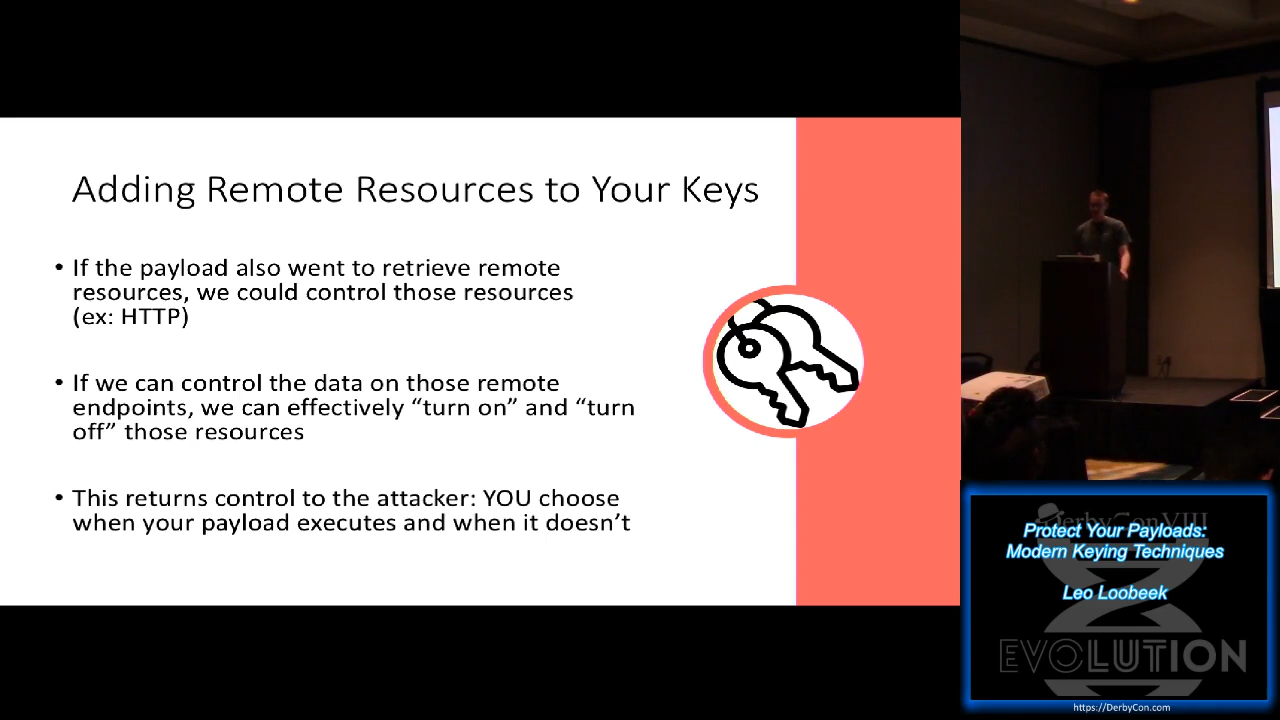 Adding Remote Resources to Your Keys
• If the payload also went to retrieve remote
resources, we could control those resources
(ex: HTTP)
• If we can control the data on those remote
endpoints, we can effectively “turn on” and “turn
off” those resources
• This returns control to the attacker: YOU choose
when your payload executes and when it doesn’t
DerbyCon VIII
Protect Your Payloads:
Modern Keying Techniques
Leo Loobeek
EVOLUTION
https://DerbyCon.com